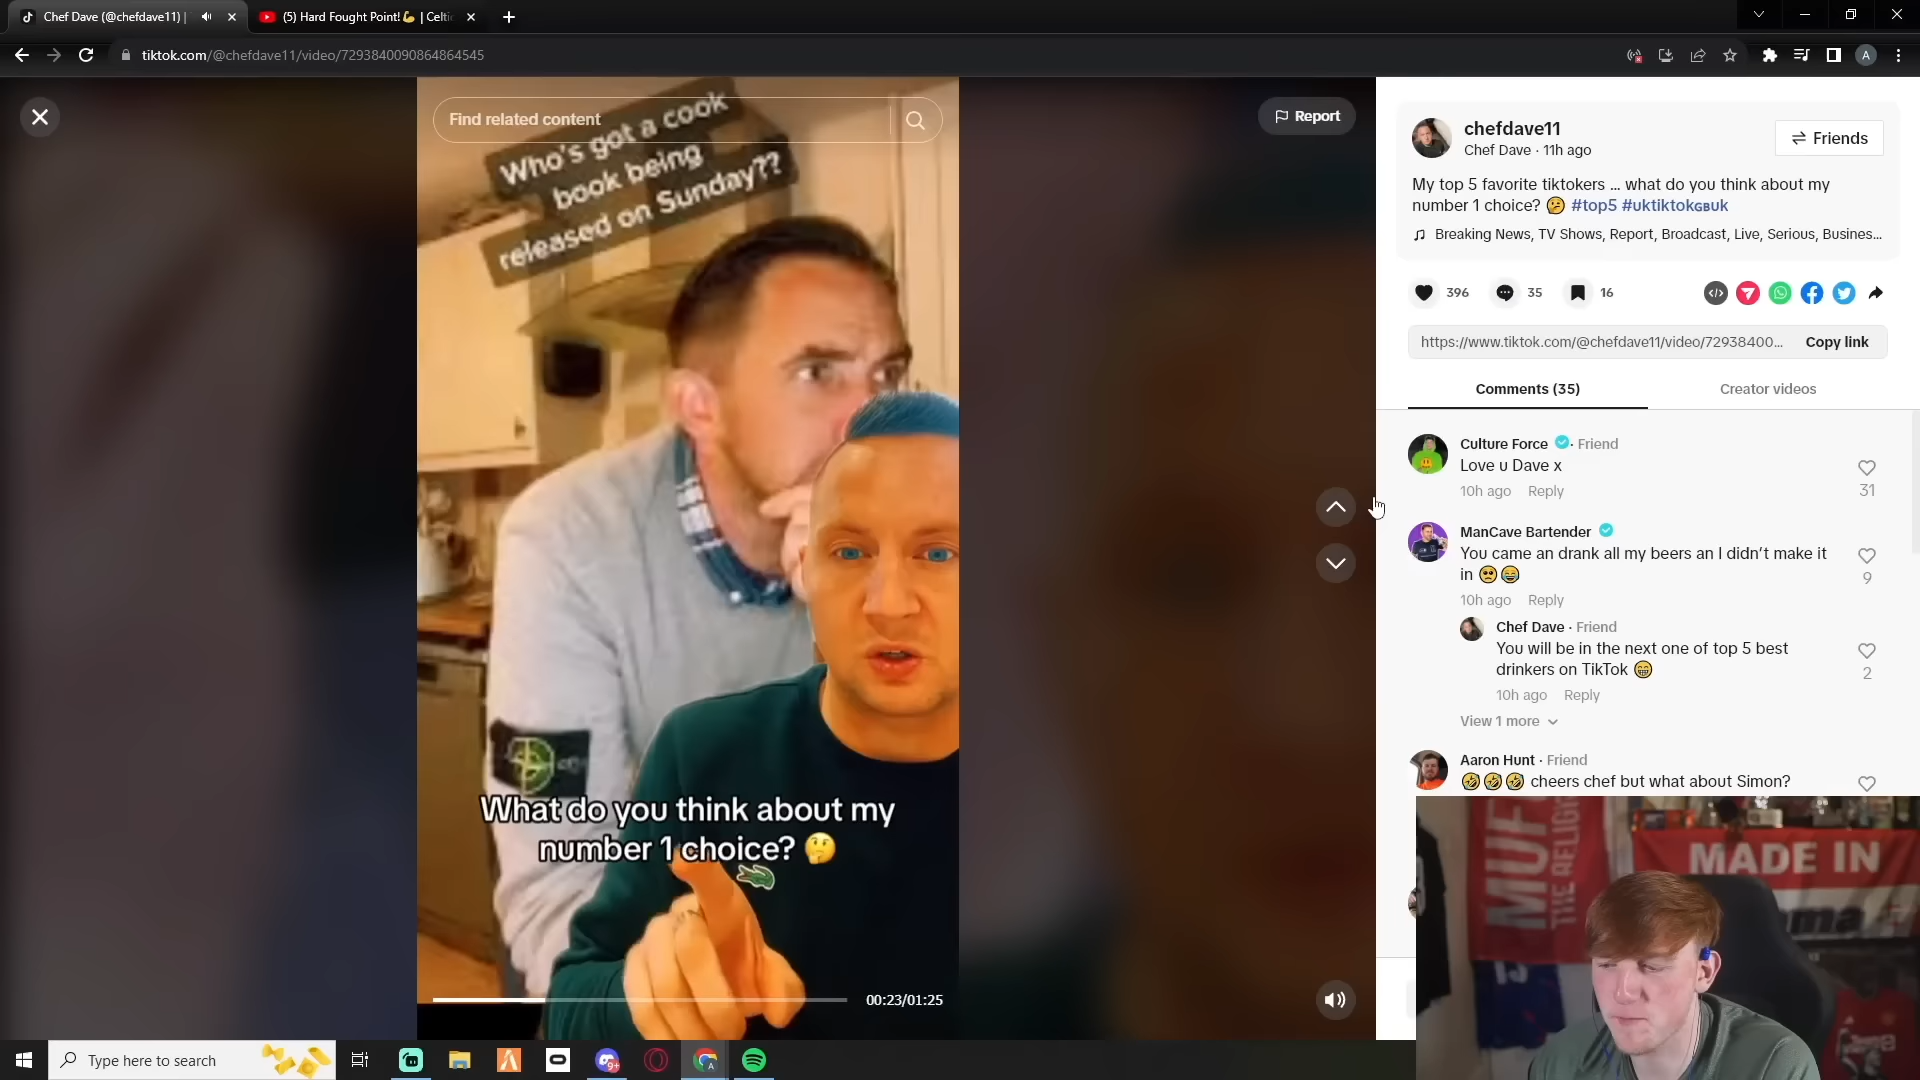 Chef Dave (@chefdave11) |
(5) Hard Fought Point!💪 | Celtic
tiktok.com/@chefdave11/video/7293840090864864545
A
Find related content
Report
Who's got a cook
book being
released on Sunday??
What do you think about my
number 1 choice? 🤔
00:23/01:25
chefdave11
Chef Dave · 11h ago
Friends
My top 5 favorite tiktokers ... what do you think about my
number 1 choice? 🤔 #top5 #uktiktok🇬🇧uk
Breaking News, TV Shows, Report, Broadcast, Live, Serious, Busines...
396
35
16
https://www.tiktok.com/@chefdave11/video/72938400...
Copy link
Comments (35)
Creator videos
Culture Force · Friend
Love u Dave x
10h ago Reply
31
ManCave Bartender
You came an drank all my beers an I didn't make it
in 🥺😂
10h ago Reply
9
Chef Dave · Friend
You will be in the next one of top 5 best
drinkers on TikTok 😁
10h ago Reply
2
View 1 more
Aaron Hunt · Friend
🤣🤣🤣 cheers chef but what about Simon?
MUF
THE RELIGI
MADE IN
Type here to search
9+
A